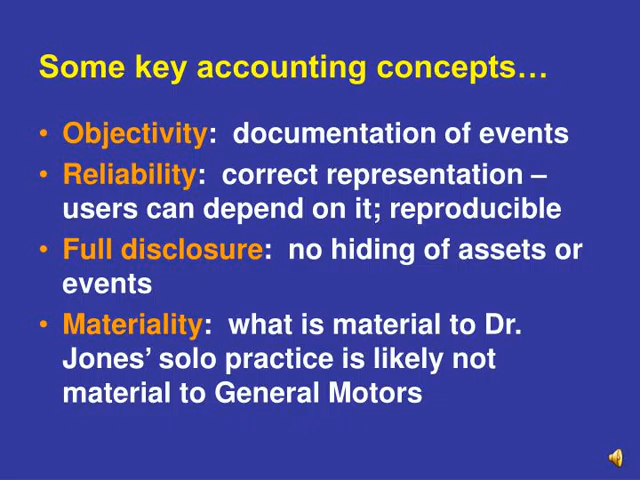 Some key accounting concepts…
• Objectivity:  documentation of events
• Reliability:  correct representation –
users can depend on it; reproducible
• Full disclosure:  no hiding of assets or
events
• Materiality:  what is material to Dr.
Jones’ solo practice is likely not
material to General Motors